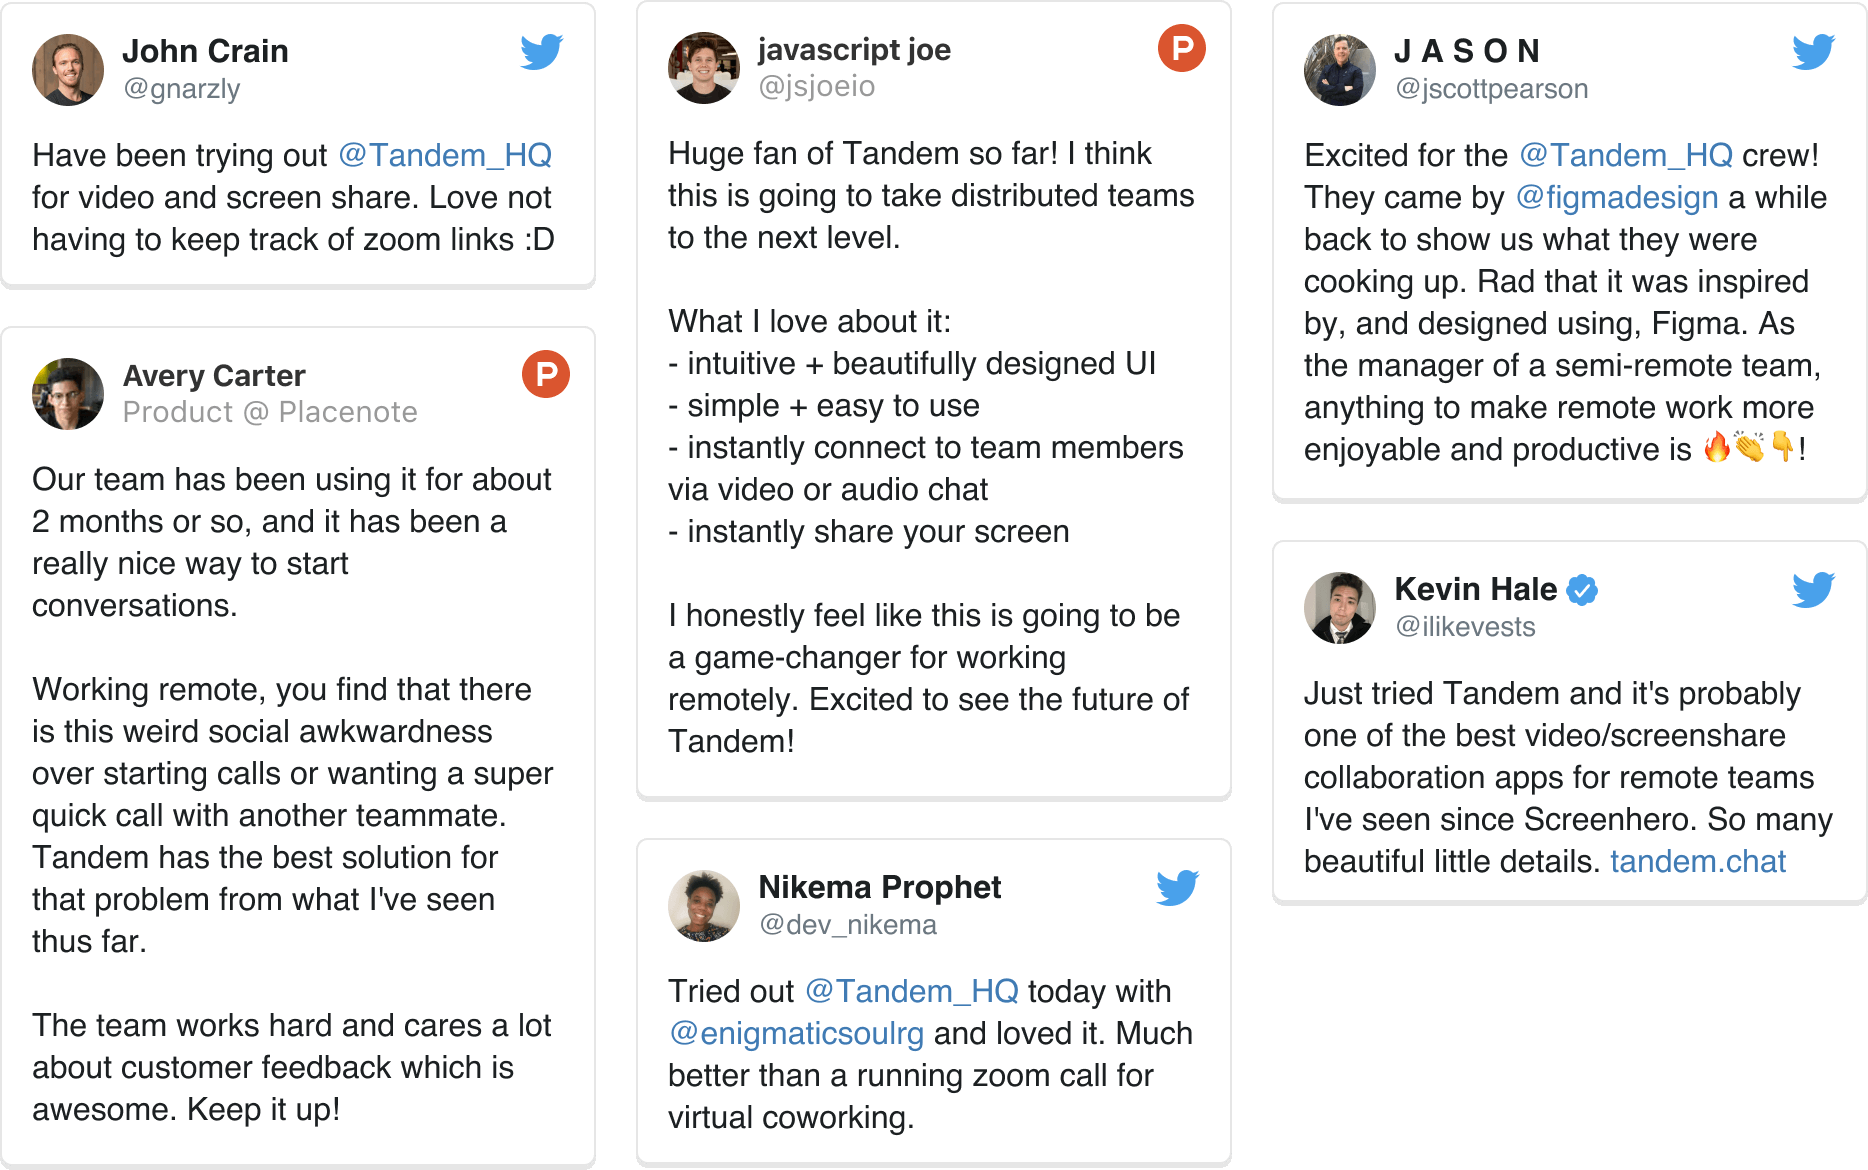 John Crain
@gnarzly
Have been trying out @Tandem_HQ
for video and screen share. Love not
having to keep track of zoom links :D
Avery Carter
P
Product @ Placenote
Our team has been using it for about
2 months or so, and it has been a
really nice way to start
conversations.
Working remote, you find that there
is this weird social awkwardness
over starting calls or wanting a super
quick call with another teammate.
Tandem has the best solution for
that problem from what I've seen
thus far.
The team works hard and cares a lot
about customer feedback which is
awesome. Keep it up!
javascript joe
P
@jsjoeio
Huge fan of Tandem so far! I think
this is going to take distributed teams
to the next level.
What I love about it:
- intuitive + beautifully designed UI
- simple + easy to use
- instantly connect to team members
via video or audio chat
- instantly share your screen
I honestly feel like this is going to be
a game-changer for working
remotely. Excited to see the future of
Tandem!
Nikema Prophet
@dev_nikema
Tried out @Tandem_HQ today with
@enigmaticsoulrg and loved it. Much
better than a running zoom call for
virtual coworking.
J A S O N
@jscottpearson
Excited for the @Tandem_HQ crew!
They came by @figmadesign a while
back to show us what they were
cooking up. Rad that it was inspired
by, and designed using, Figma. As
the manager of a semi-remote team,
anything to make remote work more
enjoyable and productive is 🔥👏👇!
Kevin Hale
@ilikevests
Just tried Tandem and it's probably
one of the best video/screenshare
collaboration apps for remote teams
I've seen since Screenhero. So many
beautiful little details. tandem.chat